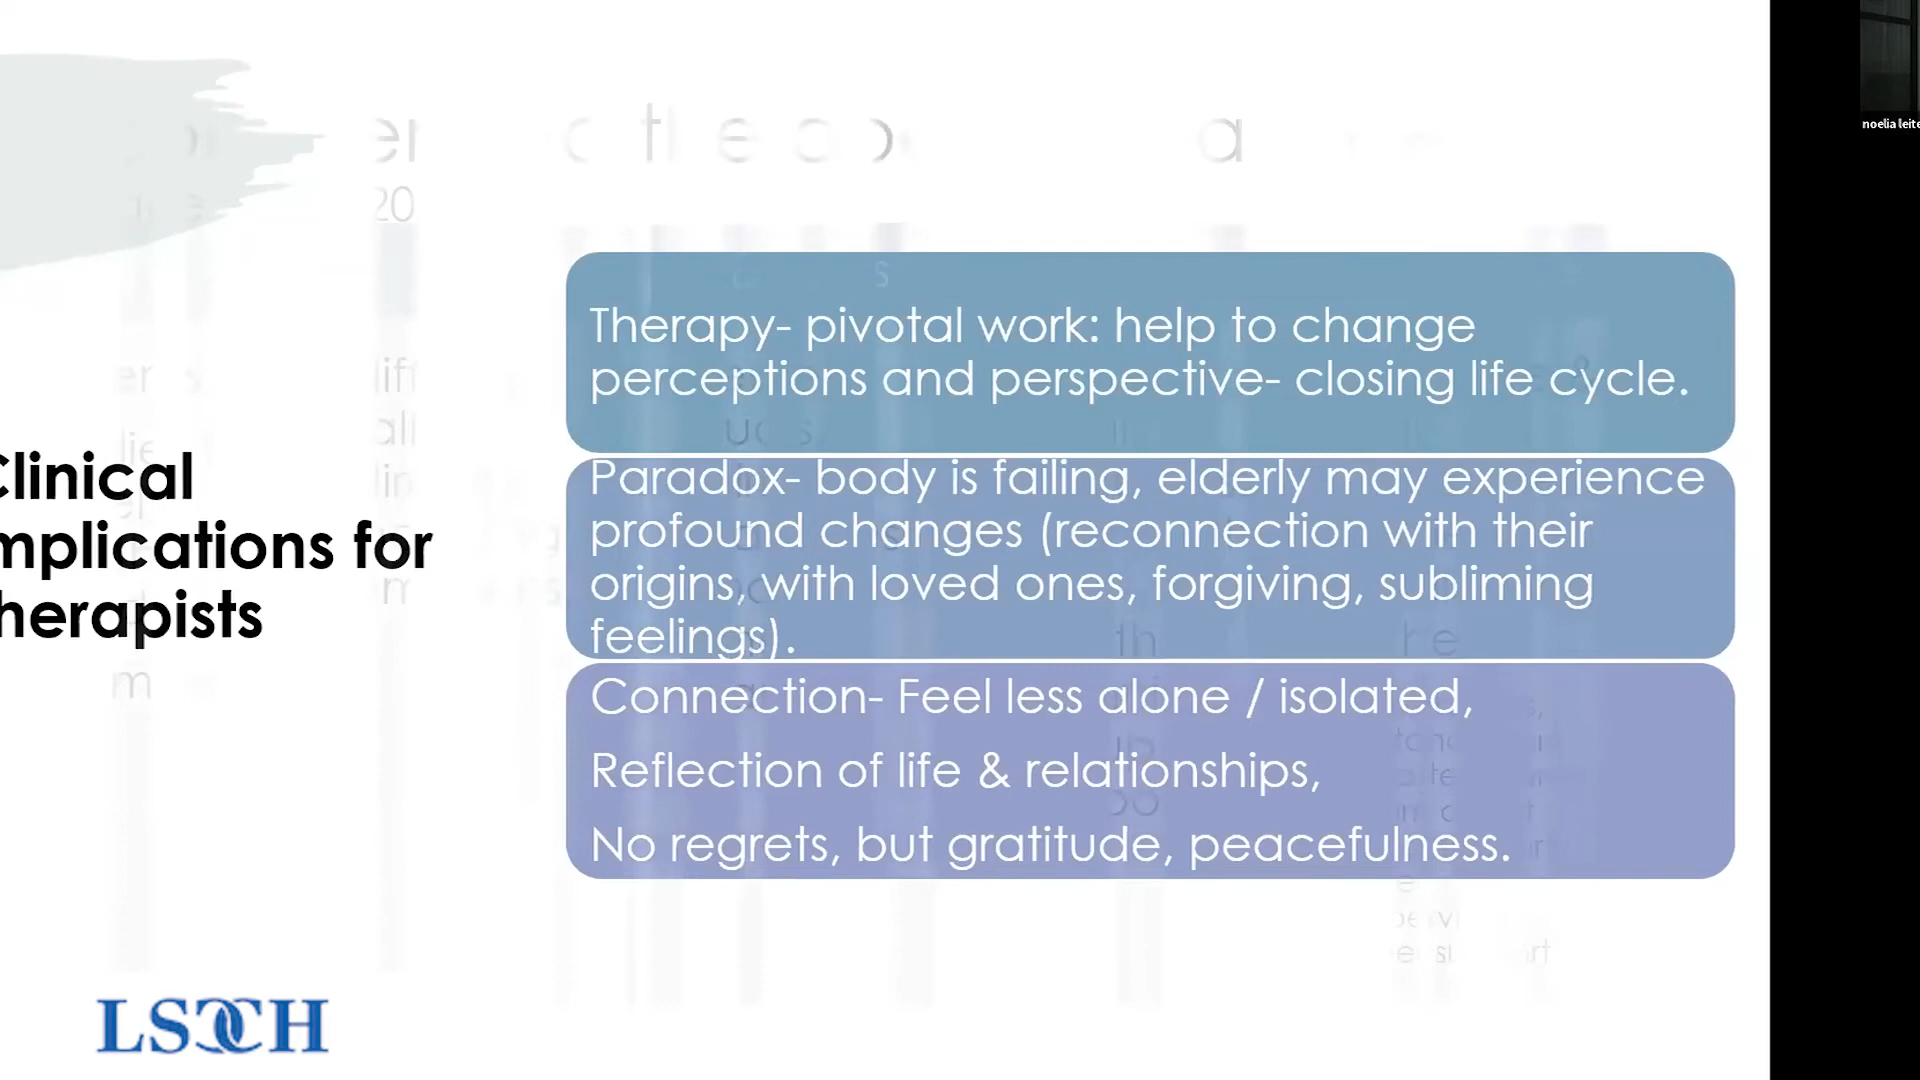 Clinical
mplications for
herapists
Therapy- pivotal work: help to change
perceptions and perspective- closing life cycle.
Paradox- body is failing, elderly may experience
profound changes (reconnection with their
origins, with loved ones, forgiving, subliming
feelings).
Connection- Feel less alone / isolated,
Reflection of life & relationships,
No regrets, but gratitude, peacefulness.
LSCCH
noelia leite